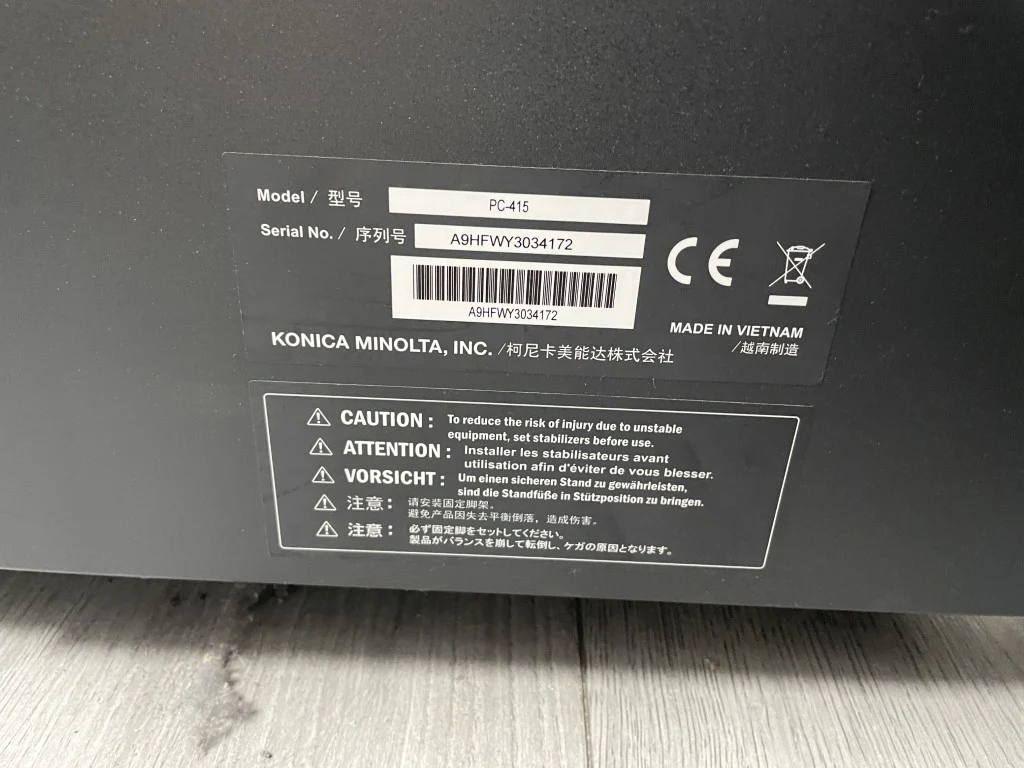 Model / 型号 PC-415
Serial No. / 序列号 A9HFWY3034172
A9HFWY3034172
CE
KONICA MINOLTA, INC. /柯尼卡美能达株式会社
MADE IN VIETNAM
/越南制造
CAUTION : To reduce the risk of injury due to unstable
equipment, set stabilizers before use.
ATTENTION : Installer les stabilisateurs avant
utilisation afin d'éviter de vous blesser.
VORSICHT : Um einen sicheren Stand zu gewährleisten,
sind die Standfüße in Stützposition zu bringen.
注意 : 请安装固定脚架。
避免产品因失去平衡倒落，造成伤害。
注意 : 必ず固定脚をセットしてください。
製品がバランスを崩して転倒し、ケガの原因となります。